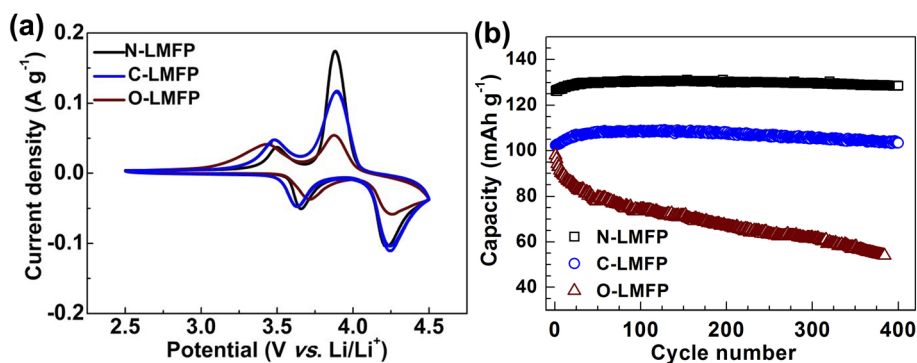 (a)
0.2
0.1
0.0
-0.1
-0.2
Current density (A g⁻¹)
N-LMFP
C-LMFP
O-LMFP
2.5 3.0 3.5 4.0 4.5
Potential (V vs. Li/Li⁺)
(b)
140
120
100
80
60
40
Capacity (mAh g⁻¹)
N-LMFP
C-LMFP
O-LMFP
0 100 200 300 400
Cycle number